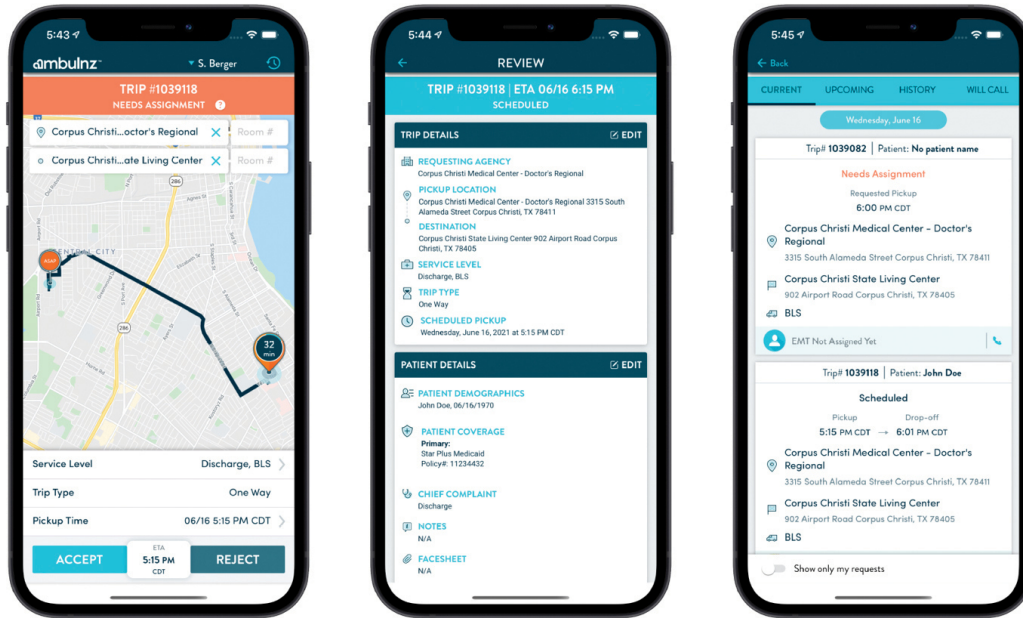 5:43
ambulnz
S. Berger
TRIP #1039118
NEEDS ASSIGNMENT ?
Corpus Christi...octor's Regional
Room #
Corpus Christi...ate Living Center
Room #
286
Agnes St
CENTRAL CITY
ASAP
286
32
min
Service Level
Discharge, BLS
Trip Type
One Way
Pickup Time
06/16 5:15 PM CDT
ACCEPT
ETA
5:15 PM
CDT
REJECT
5:44
REVIEW
TRIP #1039118 | ETA 06/16 6:15 PM
SCHEDULED
TRIP DETAILS
EDIT
REQUESTING AGENCY
Corpus Christi Medical Center - Doctor's Regional
PICKUP LOCATION
Corpus Christi Medical Center - Doctor's Regional 3315 South
Alameda Street Corpus Christi, TX 78411
DESTINATION
Corpus Christi State Living Center 902 Airport Road Corpus
Christi, TX 78405
SERVICE LEVEL
Discharge, BLS
TRIP TYPE
One Way
SCHEDULED PICKUP
Wednesday, June 16, 2021 at 5:15 PM CDT
PATIENT DETAILS
EDIT
PATIENT DEMOGRAPHICS
John Doe, 06/16/1970
PATIENT COVERAGE
Primary:
Star Plus Medicaid
Policy#: 11234432
CHIEF COMPLAINT
Discharge
NOTES
N/A
FACESHEET
N/A
5:45
Back
CURRENT
UPCOMING
HISTORY
WILL CALL
Wednesday, June 16
Trip# 1039082 | Patient: No patient name
Needs Assignment
Requested Pickup
6:00 PM CDT
Corpus Christi Medical Center - Doctor's
Regional
3315 South Alameda Street Corpus Christi, TX 78411
Corpus Christi State Living Center
902 Airport Road Corpus Christi, TX 78405
BLS
EMT Not Assigned Yet
Trip# 1039118 | Patient: John Doe
Scheduled
Pickup
Drop-off
5:15 PM CDT → 6:01 PM CDT
Corpus Christi Medical Center - Doctor's
Regional
3315 South Alameda Street Corpus Christi, TX 78411
Corpus Christi State Living Center
902 Airport Road Corpus Christi, TX 78405
BLS
Show only my requests